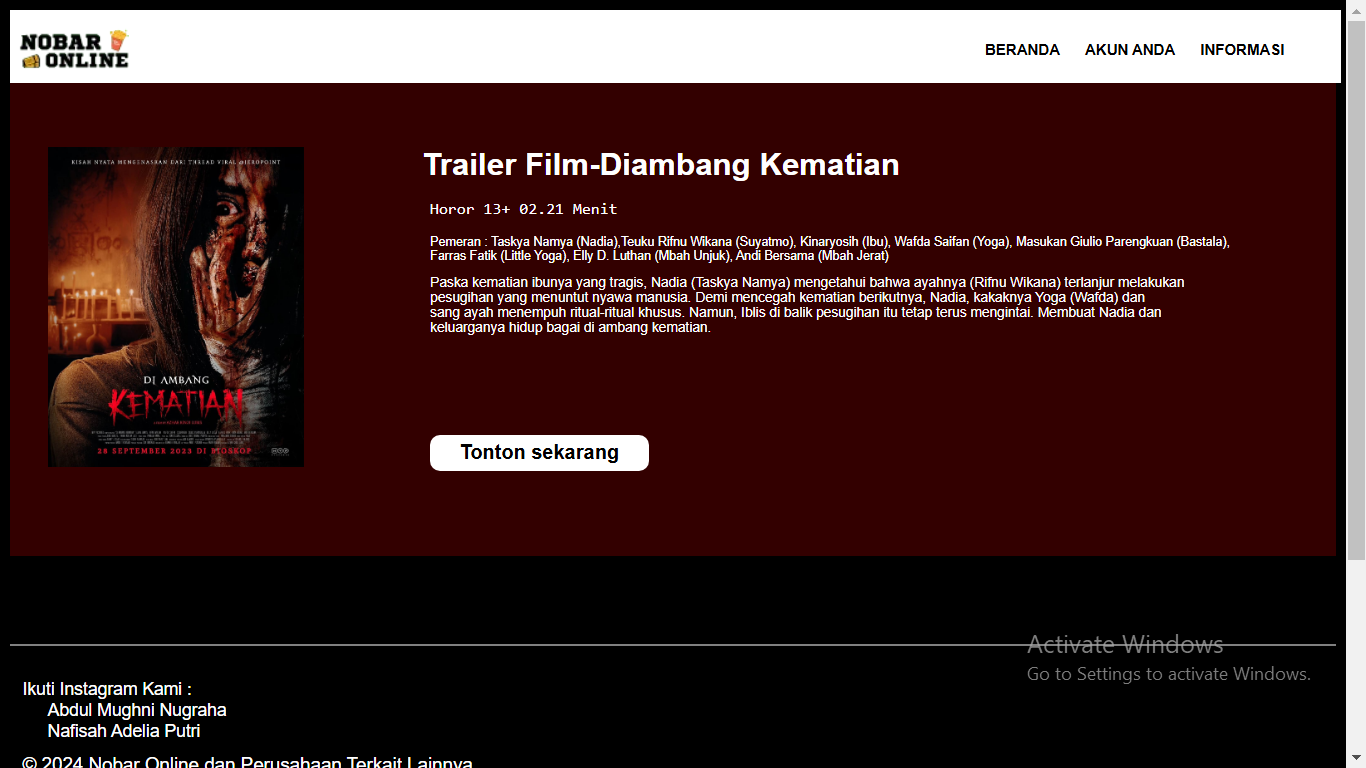 NOBAR
ONLINE
BERANDA AKUN ANDA INFORMASI
KISAH NYATA MENEGANGKAN DARI THREAD VIRAL @JEROPOINT
DI AMBANG
KEMATIAN
28 SEPTEMBER 2023 DI BIOSKOP
Trailer Film-Diambang Kematian
Horor 13+ 02.21 Menit
Pemeran : Taskya Namya (Nadia),Teuku Rifnu Wikana (Suyatmo), Kinaryosih (Ibu), Wafda Saifan (Yoga), Masukan Giulio Parengkuan (Bastala),
Farras Fatik (Little Yoga), Elly D. Luthan (Mbah Unjuk), Andi Bersama (Mbah Jerat)
Paska kematian ibunya yang tragis, Nadia (Taskya Namya) mengetahui bahwa ayahnya (Rifnu Wikana) terlanjur melakukan
pesugihan yang menuntut nyawa manusia. Demi mencegah kematian berikutnya, Nadia, kakaknya Yoga (Wafda) dan
sang ayah menempuh ritual-ritual khusus. Namun, Iblis di balik pesugihan itu tetap terus mengintai. Membuat Nadia dan
keluarganya hidup bagai di ambang kematian.
Tonton sekarang
Activate Windows
Go to Settings to activate Windows.
Ikuti Instagram Kami :
Abdul Mughni Nugraha
Nafisah Adelia Putri
© 2024 Nobar Online dan Perusahaan Terkait Lainnya